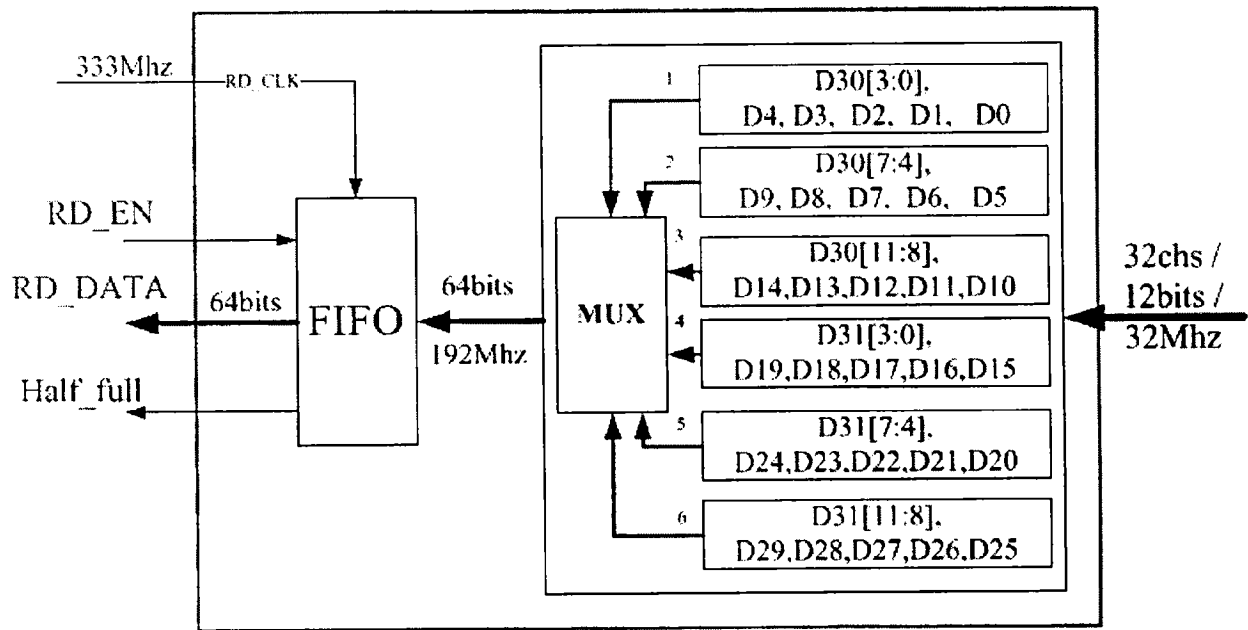 333Mhz
RD_CLK
RD_EN
RD_DATA
64bits
Half_full
FIFO
64bits
192Mhz
MUX
1
D30[3:0],
D4, D3, D2, D1, D0
2
D30[7:4],
D9, D8, D7, D6, D5
3
D30[11:8],
D14,D13,D12,D11,D10
4
D31[3:0],
D19,D18,D17,D16,D15
5
D31[7:4],
D24,D23,D22,D21,D20
6
D31[11:8],
D29,D28,D27,D26,D25
32chs /
12bits /
32Mhz